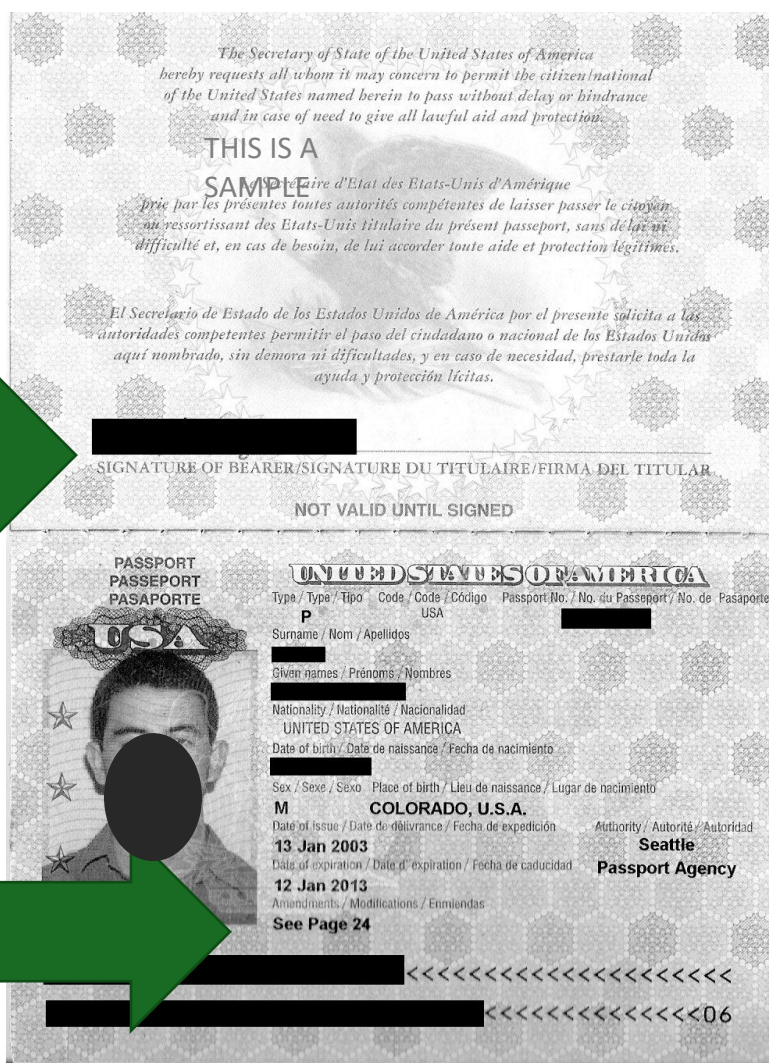 The Secretary of State of the United States of America
hereby requests all whom it may concern to permit the citizen/national
of the United States named herein to pass without delay or hindrance
and in case of need to give all lawful aid and protection.
THIS IS A
SAMPLE
Le Secrétaire d'Etat des Etats-Unis d'Amérique
prie par les présentes toutes autorités compétentes de laisser passer le citoyen
ou ressortissant des Etats-Unis titulaire du présent passeport, sans délai ni
difficulté et, en cas de besoin, de lui accorder toute aide et protection légitimes.
El Secretario de Estado de los Estados Unidos de América por el presente solicita a las
autoridades competentes permitir el paso del ciudadano o nacional de los Estados Unidos
aquí nombrado, sin demora ni dificultades, y en caso de necesidad, prestarle toda la
ayuda y protección lícitas.
SIGNATURE OF BEARER/SIGNATURE DU TITULAIRE/FIRMA DEL TITULAR
NOT VALID UNTIL SIGNED
PASSPORT
PASSEPORT
PASAPORTE
USA
UNITED STATES OF AMERICA
Type / Type / Tipo Code / Code / Código Passport No. / No. du Passeport / No. de Pasaporte
P USA
Surname / Nom / Apellidos
Given names / Prénoms / Nombres
Nationality / Nationalité / Nacionalidad
UNITED STATES OF AMERICA
Date of birth / Date de naissance / Fecha de nacimiento
Sex / Sexe / Sexo Place of birth / Lieu de naissance / Lugar de nacimiento
M COLORADO, U.S.A.
Date of issue / Date de délivrance / Fecha de expedición Authority / Autorité / Autoridad
13 Jan 2003 Seattle
Date of expiration / Date d'expiration / Fecha de caducidad Passport Agency
12 Jan 2013
Amendments / Modifications / Enmiendas
See Page 24
<<<<<<<<<<<<<<<<<<<<<
<<<<<<<<<<<<<<06